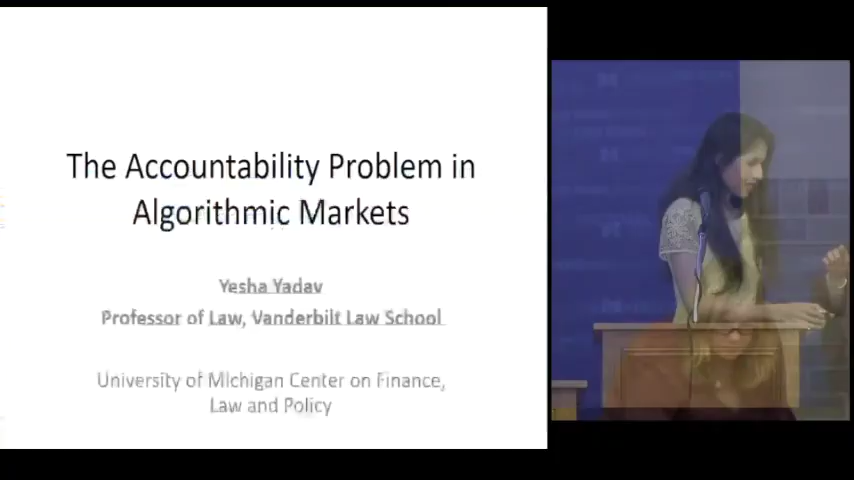 The Accountability Problem in
Algorithmic Markets
Yesha Yadav
Professor of Law, Vanderbilt Law School
University of Michigan Center on Finance,
Law and Policy